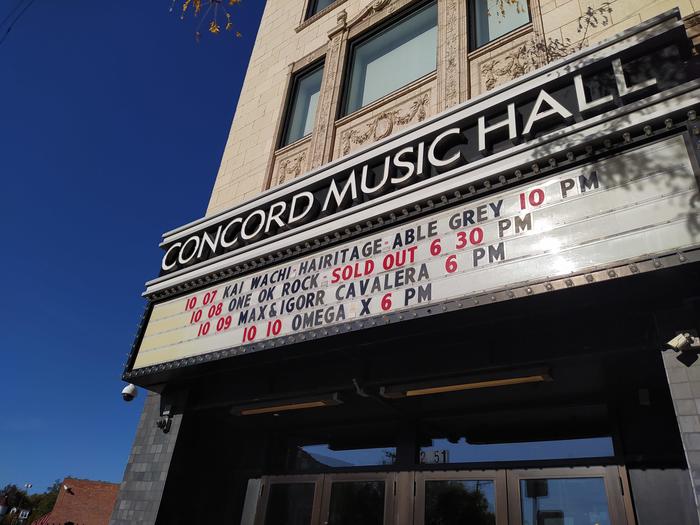 CONCORD MUSIC HALL
10 07 KAI WACHI-HAIRITAGE-ABLE GREY 10 PM
10 08 ONE OK ROCK-SOLD OUT 6 30 PM
10 09 MAX&IGORR CAVALERA 6 PM
10 10 OMEGA X 6 PM
2 51